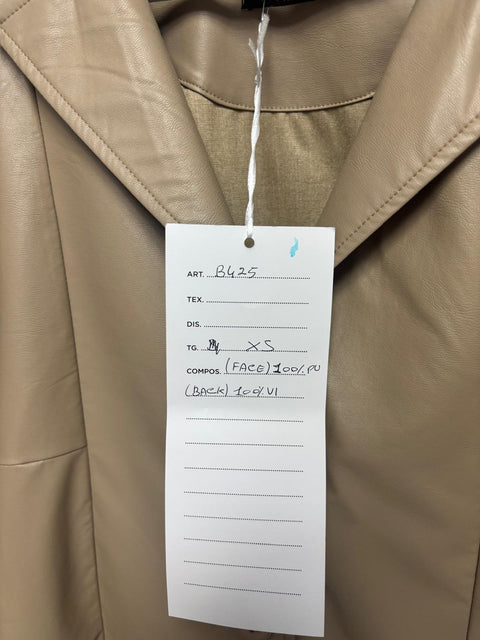 ART. B425
TEX.
DIS.
TG. XS
COMPOS. (FACE) 100% PU
(BACK) 100% VI